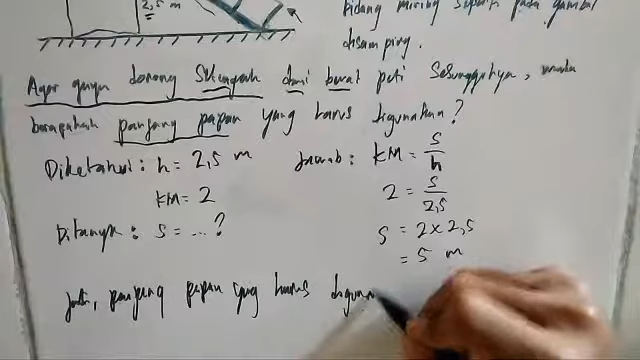 2,5 m
bidang miring seperti pada gambar
disamping.
Agar gaya dorong setengah dari berat peti sesungguhnya, maka
berapakah panjang papan yang harus digunakan?
Diketahui: h = 2,5 m
KM = 2
Ditanya: s = ...?
Jawab: KM = s/h
2 = s/2,5
s = 2 × 2,5
= 5 m
Jadi, panjang papan yang harus diguna